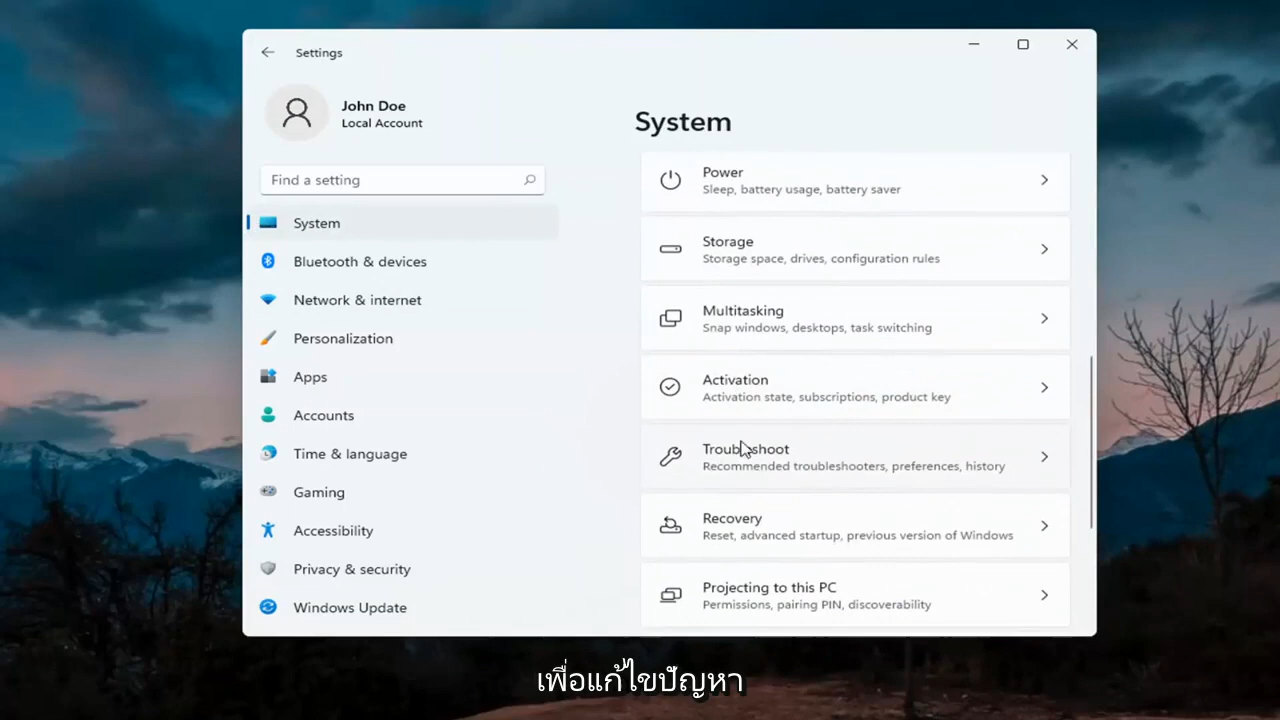 Settings
John Doe
Local Account
Find a setting
System
Bluetooth & devices
Network & internet
Personalization
Apps
Accounts
Time & language
Gaming
Accessibility
Privacy & security
Windows Update
System
Power
Sleep, battery usage, battery saver
Storage
Storage space, drives, configuration rules
Multitasking
Snap windows, desktops, task switching
Activation
Activation state, subscriptions, product key
Troubleshoot
Recommended troubleshooters, preferences, history
Recovery
Reset, advanced startup, previous version of Windows
Projecting to this PC
Permissions, pairing PIN, discoverability
เพื่อแก้ไขปัญหา